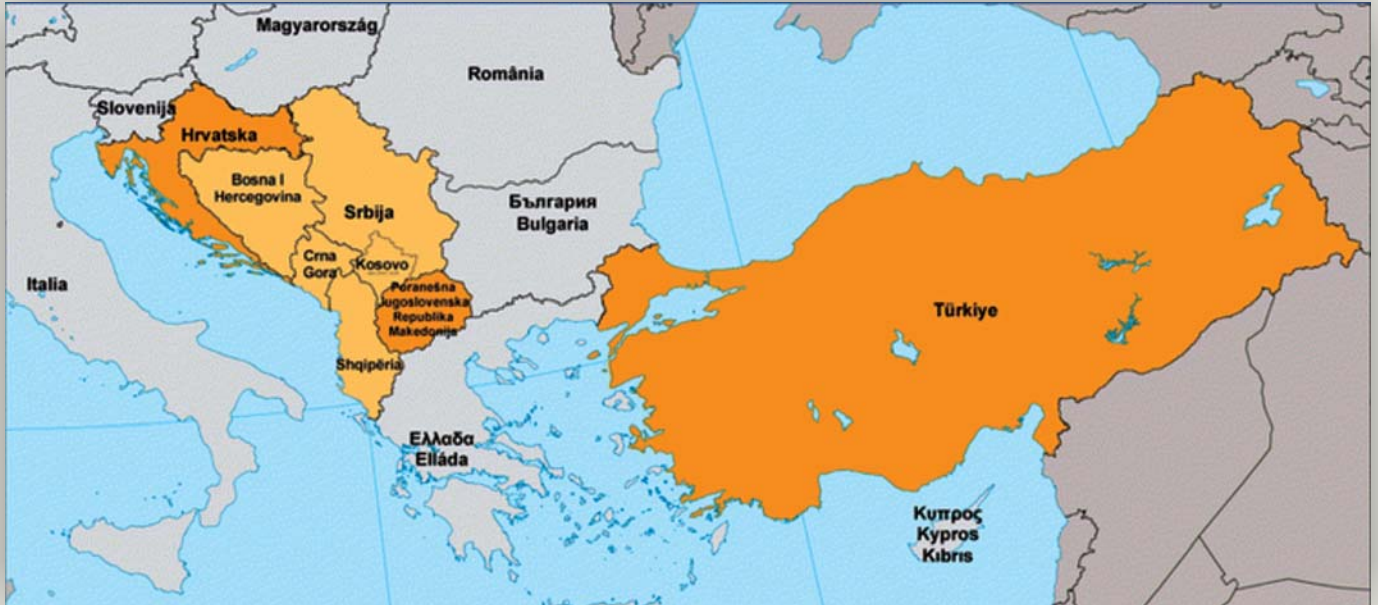 Magyarország
România
Slovenija
Hrvatska
Bosna I
Hercegovina
Srbija
България
Bulgaria
Crna
Gora
Kosovo
Italia
Poranešna
Jugoslovenska
Republika
Makedonija
Türkiye
Shqipëria
Ελλαδα
Elláda
Κυπρος
Kypros
Kıbrıs